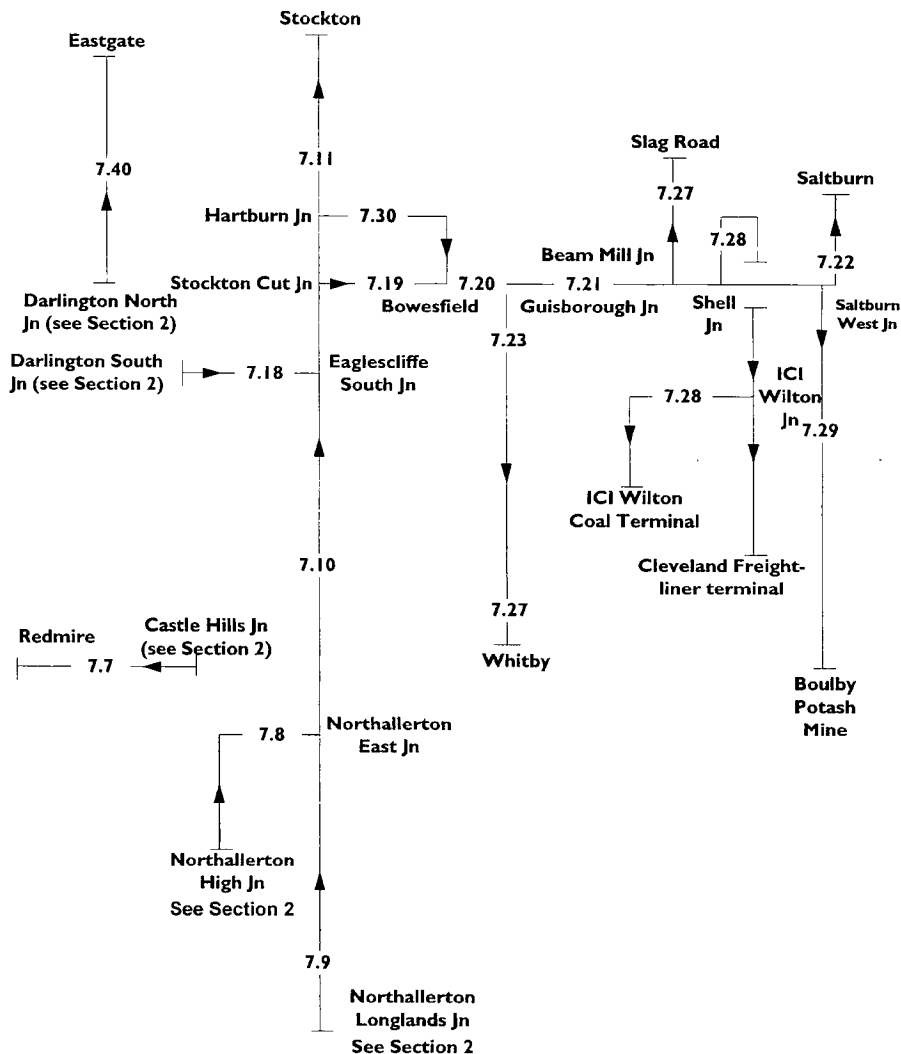 Stockton
Eastgate
7.11
7.40
Slag Road
7.27
Saltburn
Hartburn Jn
7.30
7.28
Beam Mill Jn
7.22
Stockton Cut Jn
7.19
7.20
7.21
Bowesfield
Guisborough Jn
Shell
Jn
Saltburn
West Jn
Darlington North
Jn (see Section 2)
7.23
Darlington South
Jn (see Section 2)
7.18
Eaglescliffe
South Jn
ICI
Wilton
Jn
7.28
7.29
ICI Wilton
Coal Terminal
7.10
Cleveland Freight-
liner terminal
7.27
Whitby
Redmire
7.7
Castle Hills Jn
(see Section 2)
Boulby
Potash
Mine
7.8
Northallerton
East Jn
Northallerton
High Jn
See Section 2
7.9
Northallerton
Longlands Jn
See Section 2